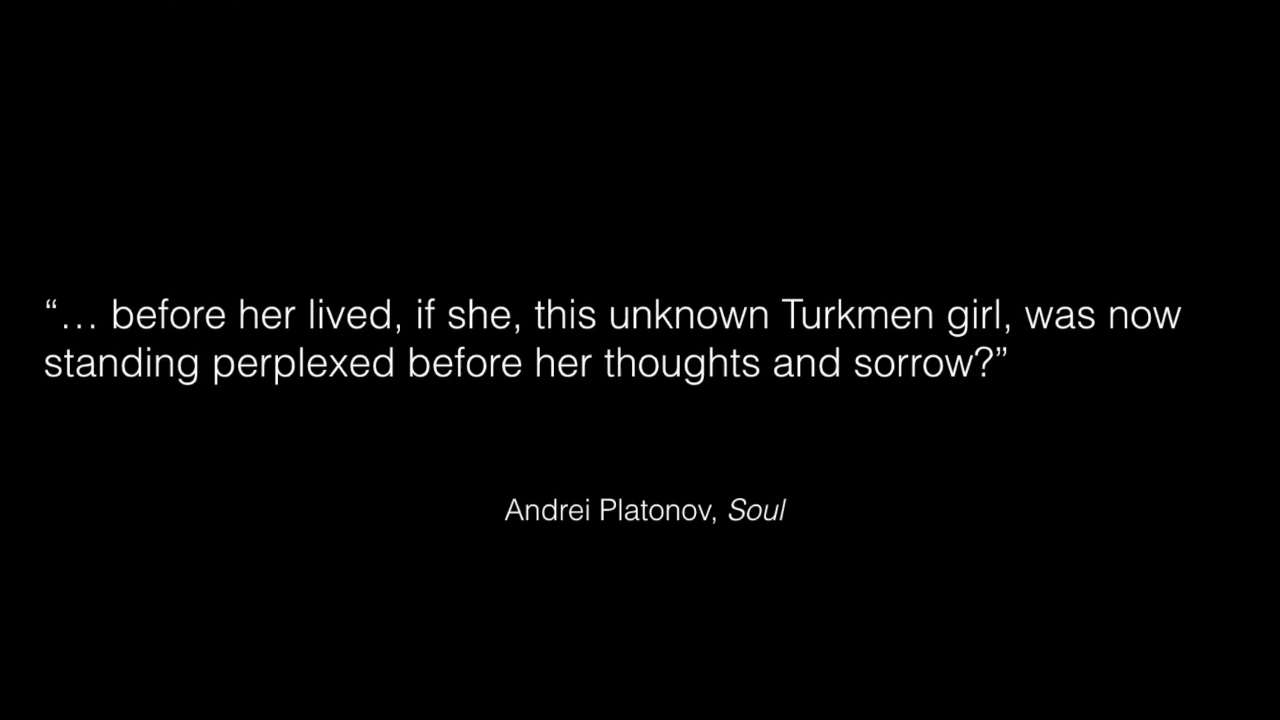 “… before her lived, if she, this unknown Turkmen girl, was now
standing perplexed before her thoughts and sorrow?”
Andrei Platonov, Soul